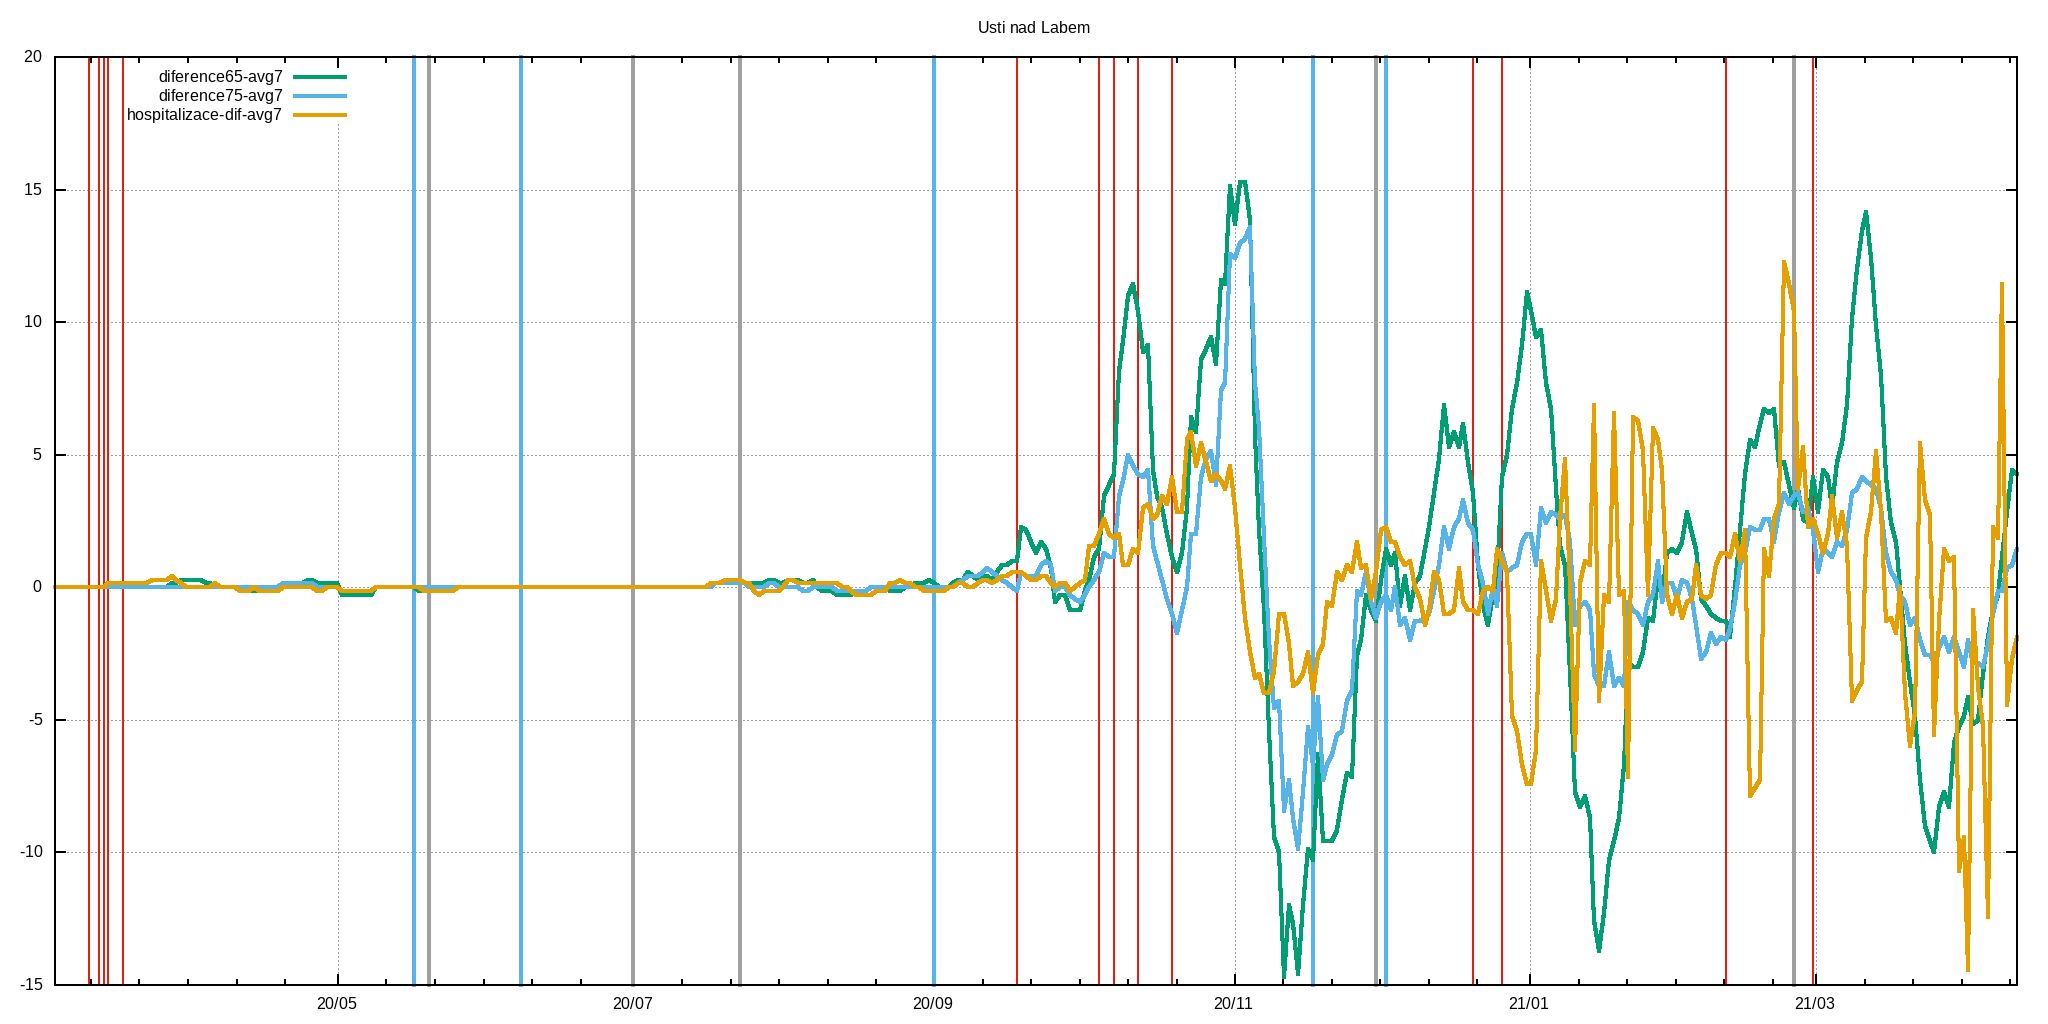 Usti nad Labem
diference65-avg7
diference75-avg7
hospitalizace-dif-avg7
20
15
10
5
0
-5
-10
-15
20/05 20/07 20/09 20/11 21/01 21/03